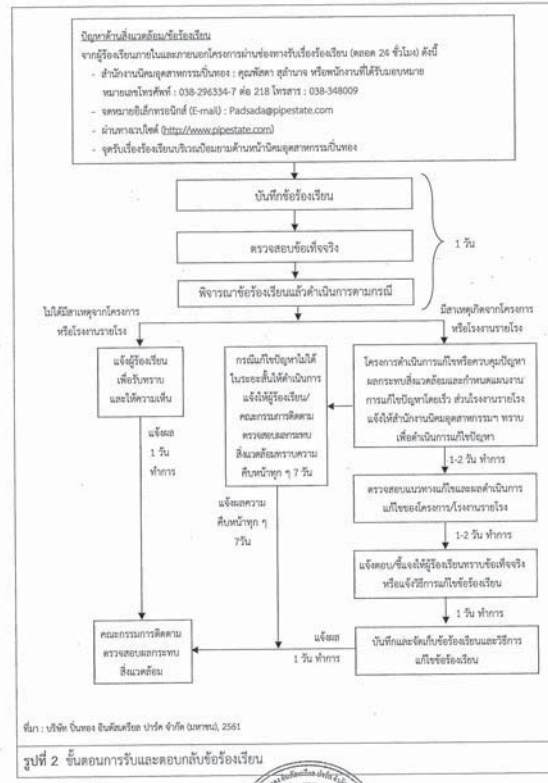 ปัญหาด้านสิ่งแวดล้อม/ข้อร้องเรียน
จากผู้ร้องเรียนภายในและภายนอกโครงการผ่านช่องทางรับเรื่องร้องเรียน (ตลอด 24 ชั่วโมง) ดังนี้
- สำนักงานนิคมอุตสาหกรรมปิ่นทอง : คุณพัสดา สุลำนาจ หรือพนักงานที่ได้รับมอบหมาย
หมายเลขโทรศัพท์ : 038-296334-7 ต่อ 218 โทรสาร : 038-348009
- จดหมายอิเล็กทรอนิกส์ (E-mail) : Padsada@pipestate.com
- ผ่านทางเวปไซต์ (http://www.pipestate.com)
- จุดรับเรื่องร้องเรียนบริเวณป้อมยามด้านหน้านิคมอุตสาหกรรมปิ่นทอง
บันทึกข้อร้องเรียน
ตรวจสอบข้อเท็จจริง
1 วัน
พิจารณาข้อร้องเรียนแล้วดำเนินการตามกรณี
ไม่ได้มีสาเหตุจากโครงการ
หรือโรงงานรายโรง
มีสาเหตุเกิดจากโครงการ
หรือโรงงานรายโรง
แจ้งผู้ร้องเรียน
เพื่อรับทราบ
และให้ความเห็น
กรณีแก้ไขปัญหาไม่ได้
ในระยะสั้นให้ดำเนินการ
แจ้งให้ผู้ร้องเรียน/
คณะกรรมการติดตาม
ตรวจสอบผลกระทบ
สิ่งแวดล้อมทราบความ
คืบหน้าทุก ๆ 7 วัน
โครงการดำเนินการแก้ไขหรือควบคุมปัญหา
ผลกระทบสิ่งแวดล้อมและกำหนดแผนงาน
การแก้ไขปัญหาโดยเร็ว ส่วนโรงงานรายโรง
แจ้งให้สำนักงานนิคมอุตสาหกรรมฯ ทราบ
เพื่อดำเนินการแก้ไขปัญหา
แจ้งผล
1 วัน
ทำการ
1-2 วัน ทำการ
ตรวจสอบแนวทางแก้ไขและผลดำเนินการ
แก้ไขของโครงการ/โรงงานรายโรง
แจ้งผลความ
คืบหน้าทุก ๆ
7วัน
1-2 วัน ทำการ
แจ้งตอบ/ชี้แจงให้ผู้ร้องเรียนทราบข้อเท็จจริง
หรือแจ้งวิธีการแก้ไขข้อร้องเรียน
1 วัน ทำการ
คณะกรรมการติดตาม
ตรวจสอบผลกระทบ
สิ่งแวดล้อม
แจ้งผล
1 วัน ทำการ
บันทึกและจัดเก็บข้อร้องเรียนและวิธีการ
แก้ไขข้อร้องเรียน
ที่มา : บริษัท ปิ่นทอง อินดัสเตรียล ปาร์ค จำกัด (มหาชน), 2561
รูปที่ 2 ขั้นตอนการรับและตอบกลับข้อร้องเรียน